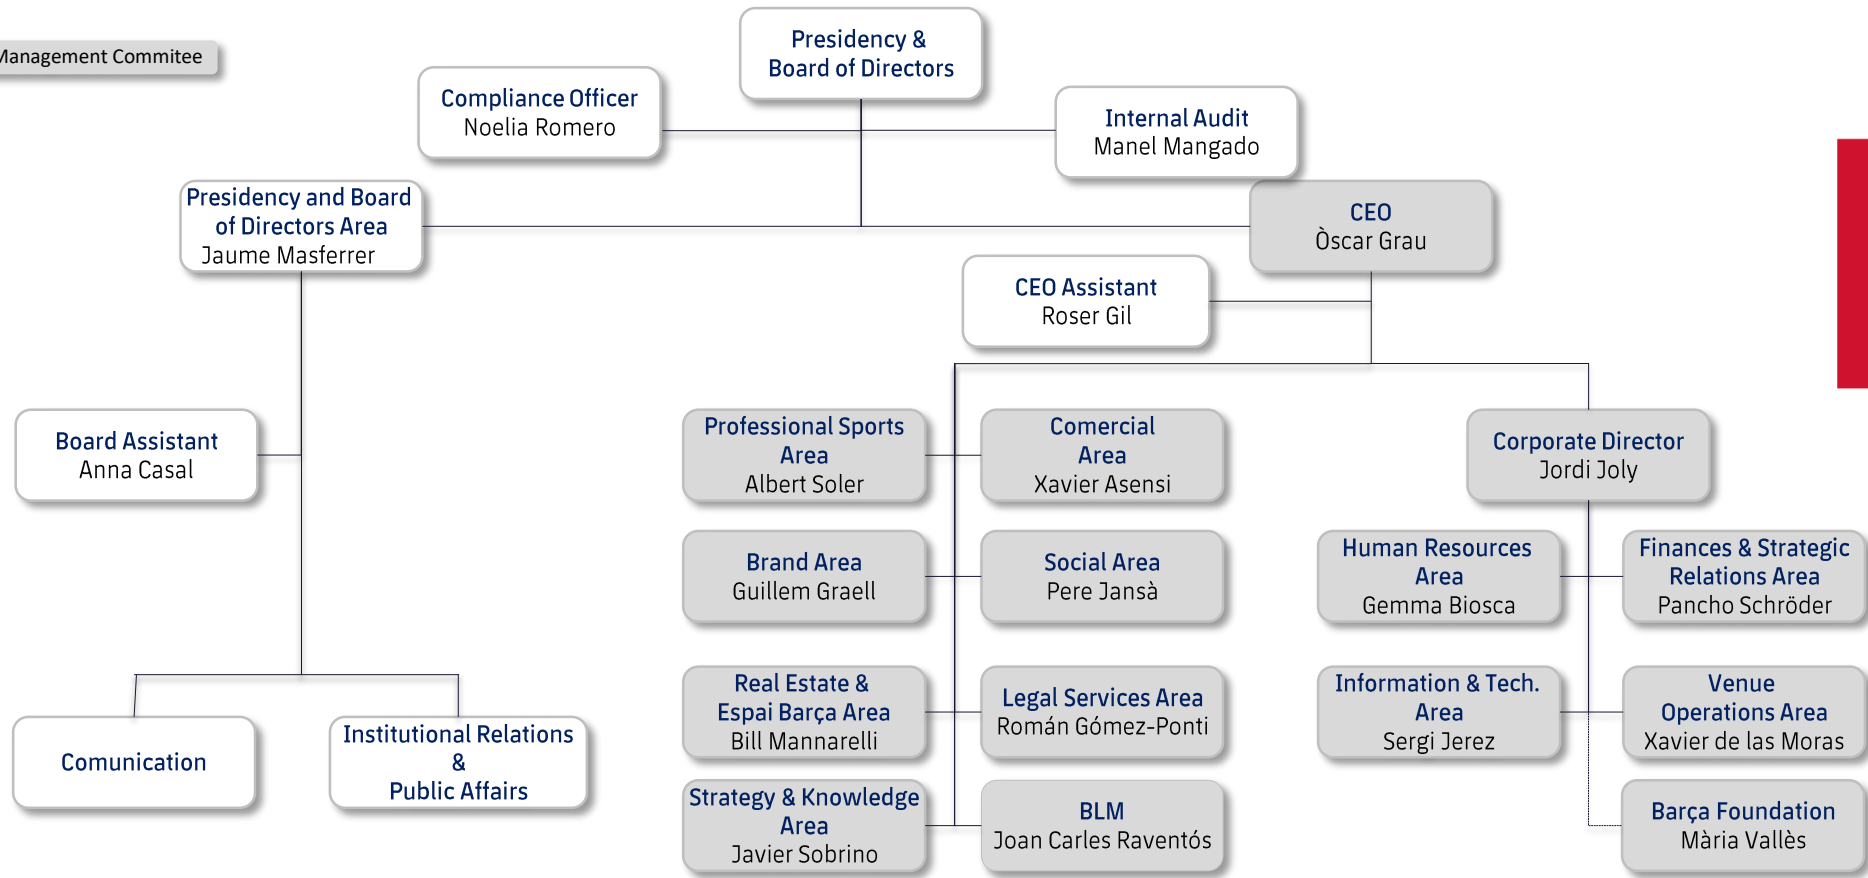 Management Commitee
Presidency &
Board of Directors
Compliance Officer
Noelia Romero
Internal Audit
Manel Mangado
Presidency and Board
of Directors Area
Jaume Masferrer
CEO
Òscar Grau
CEO Assistant
Roser Gil
Board Assistant
Anna Casal
Professional Sports
Area
Albert Soler
Comercial
Area
Xavier Asensi
Corporate Director
Jordi Joly
Brand Area
Guillem Graell
Social Area
Pere Jansà
Human Resources
Area
Gemma Biosca
Finances & Strategic
Relations Area
Pancho Schröder
Real Estate &
Espai Barça Area
Bill Mannarelli
Legal Services Area
Román Gómez-Ponti
Information & Tech.
Area
Sergi Jerez
Venue
Operations Area
Xavier de las Moras
Comunication
Institutional Relations
&
Public Affairs
Strategy & Knowledge
Area
Javier Sobrino
BLM
Joan Carles Raventós
Barça Foundation
Mària Vallès